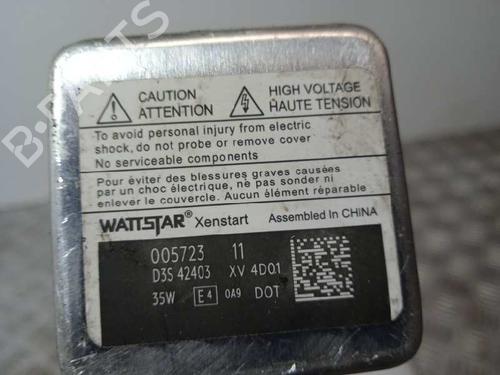 CAUTION
ATTENTION
HIGH VOLTAGE
HAUTE TENSION
To avoid personal injury from electric
shock, do not probe or remove cover
No serviceable components
Pour éviter des blessures graves causées
par un choc électrique, ne pas sonder ni
enlever le couvercle. Aucun élément réparable
WATTSTAR® Xenstart Assembled in CHINA
005723 11
D3S 42403 XV 4D01
35W E4 0A9 DOT
B-PARTS